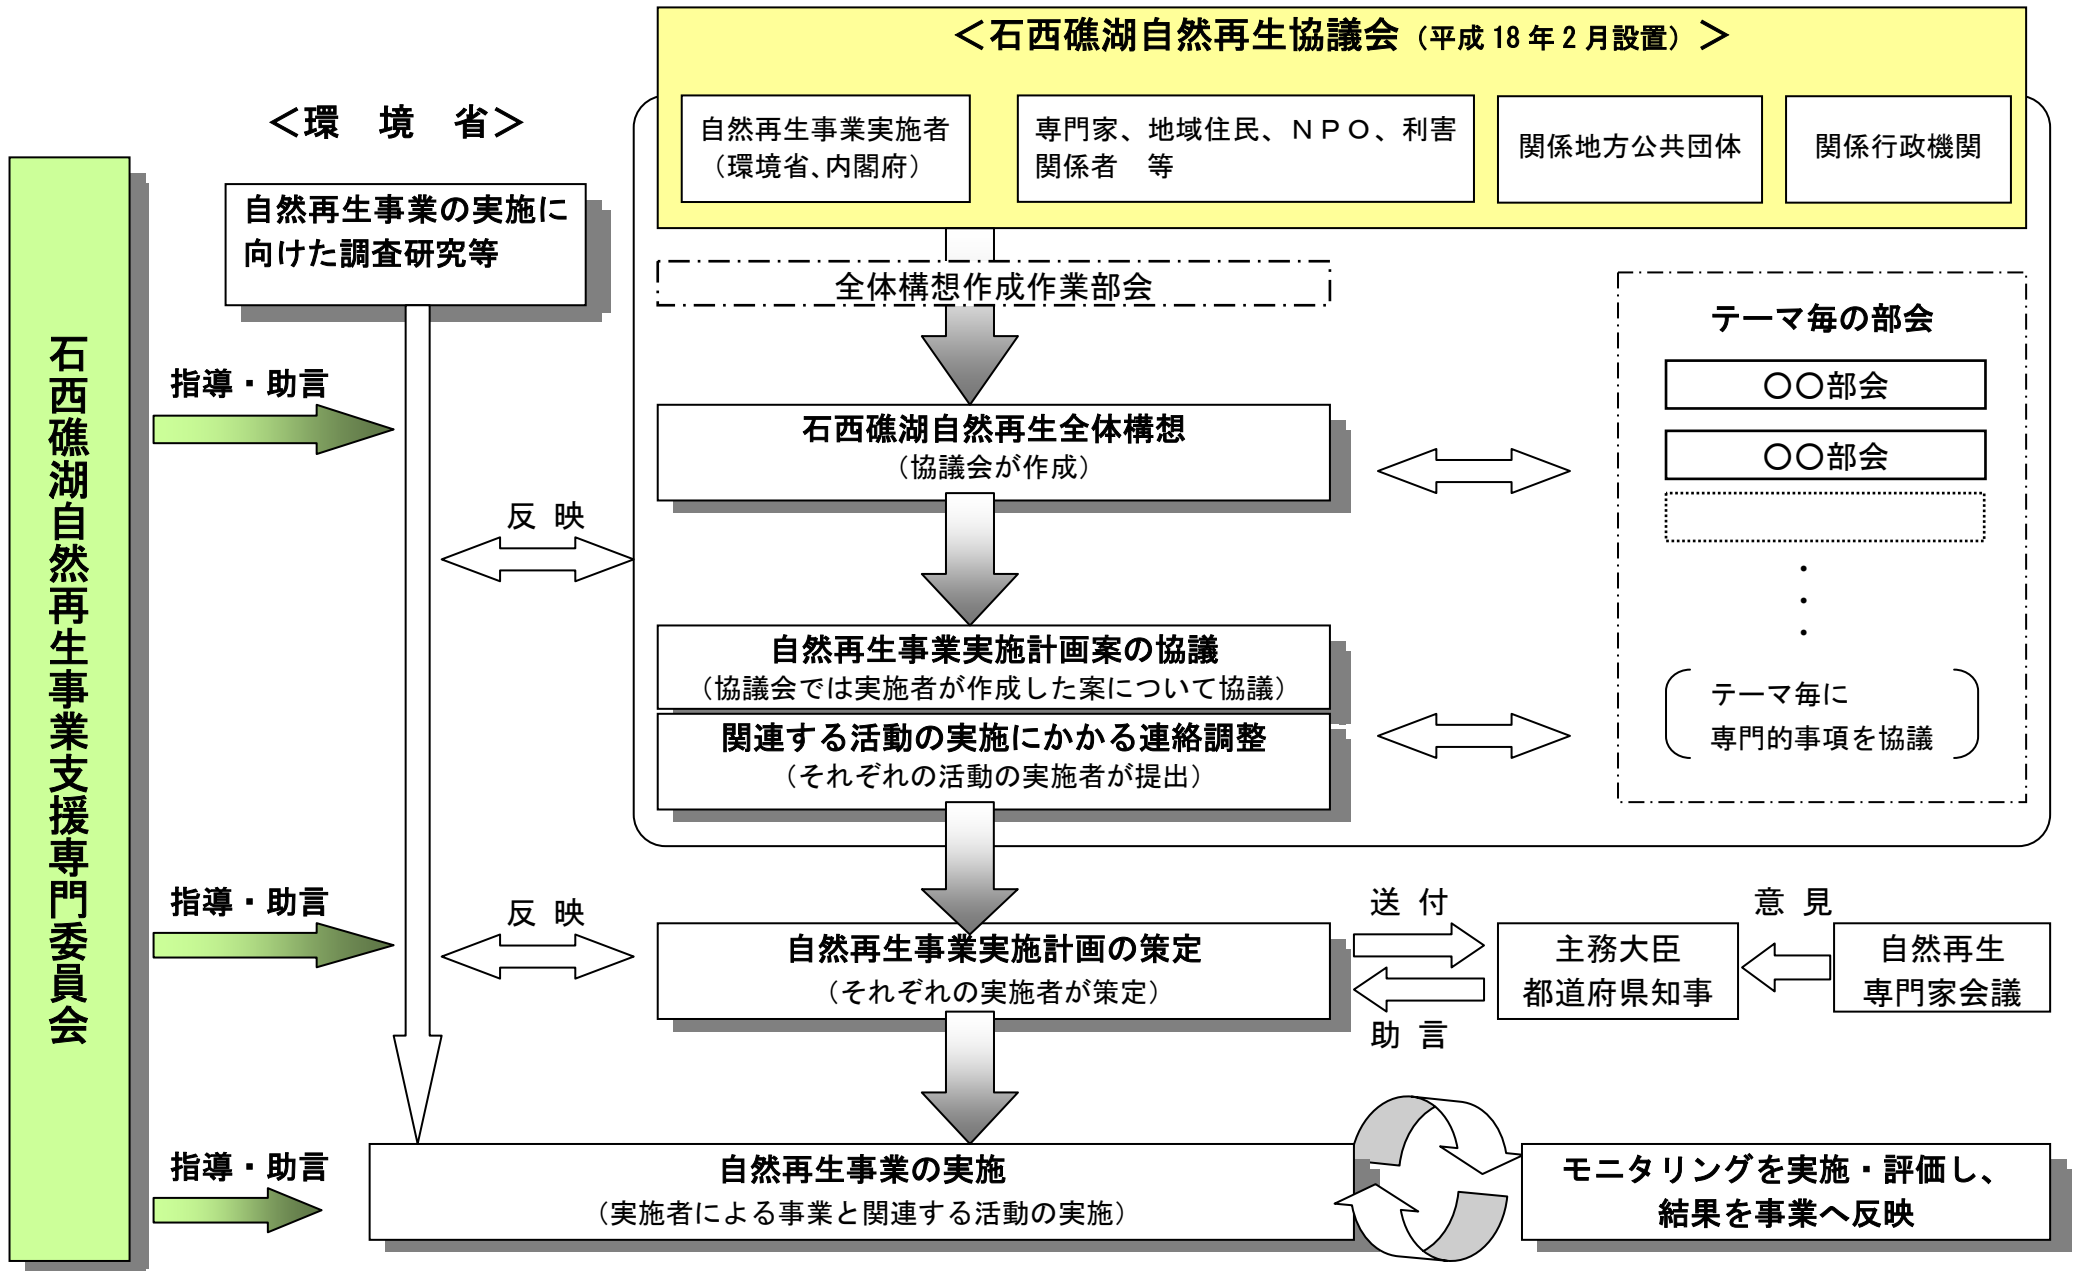 ＜石西礁湖自然再生協議会（平成18年2月設置）＞
自然再生事業実施者
（環境省、内閣府）
専門家、地域住民、ＮＰＯ、利害
関係者　等
関係地方公共団体
関係行政機関
＜環　境　省＞
自然再生事業の実施に
向けた調査研究等
石西礁湖自然再生事業支援専門委員会
全体構想作成作業部会
テーマ毎の部会
〇〇部会
〇〇部会
・
・
・
テーマ毎に
専門的事項を協議
指導・助言
石西礁湖自然再生全体構想
（協議会が作成）
反 映
自然再生事業実施計画案の協議
（協議会では実施者が作成した案について協議）
関連する活動の実施にかかる連絡調整
（それぞれの活動の実施者が提出）
指導・助言
反 映
自然再生事業実施計画の策定
（それぞれの実施者が策定）
送 付
助 言
主務大臣
都道府県知事
意 見
自然再生
専門家会議
指導・助言
自然再生事業の実施
（実施者による事業と関連する活動の実施）
モニタリングを実施・評価し、
結果を事業へ反映